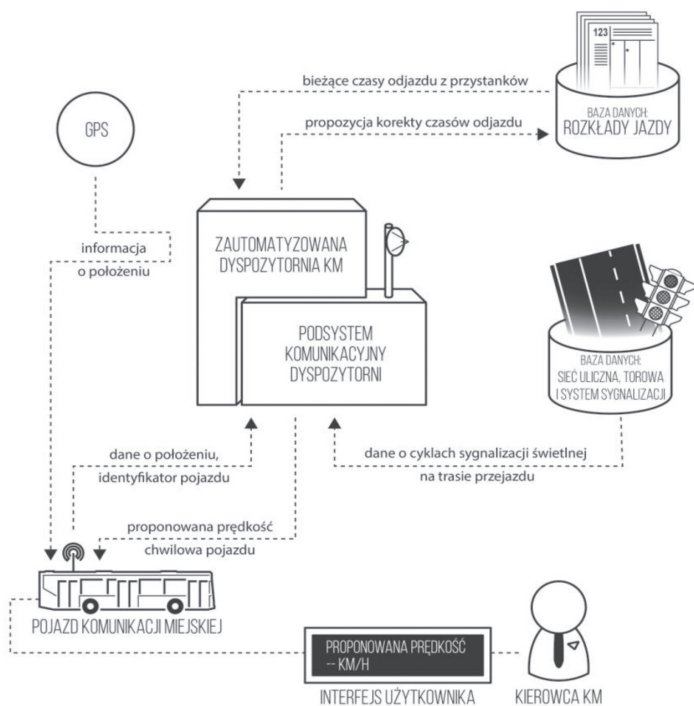 123
bieżące czasy odjazdu z przystanków
BAZA DANYCH:
ROZKŁADY JAZDY
propozycja korekty czasów odjazdu
GPS
informacja
o położeniu
ZAUTOMATYZOWANA
DYSPOZYTORNIA KM
PODSYSTEM
KOMUNIKACYJNY
DYSPOZYTORNI
BAZA DANYCH:
SIEĆ ULICZNA, TOROWA
I SYSTEM SYGNALIZACJI
dane o położeniu,
identyfikator pojazdu
dane o cyklach sygnalizacji świetlnej
na trasie przejazdu
proponowana prędkość
chwilowa pojazdu
POJAZD KOMUNIKACJI MIEJSKIEJ
PROPONOWANA PRĘDKOŚĆ
-- KM/H
INTERFEJS UŻYTKOWNIKA
KIEROWCA KM